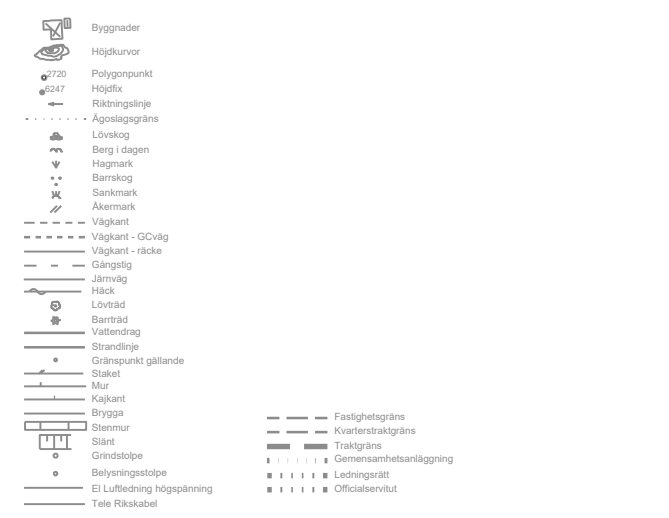 Byggnader
Höjdkurvor
2720 Polygonpunkt
6247 Höjdfix
Riktningslinje
Ägoslagsgräns
Lövskog
Berg i dagen
Hagmark
Barrskog
Sankmark
Åkermark
Vägkant
Vägkant - GCväg
Vägkant - räcke
Gångstig
Järnväg
Häck
Lövträd
Barrträd
Vattendrag
Strandlinje
Gränspunkt gällande
Staket
Mur
Kajkant
Brygga
Stenmur
Slänt
Grindstolpe
Belysningsstolpe
El Luftledning högspänning
Tele Rikskabel
Fastighetsgräns
Kvarterstraktgräns
Traktgräns
Gemensamhetsanläggning
Ledningsrätt
Officialservitut